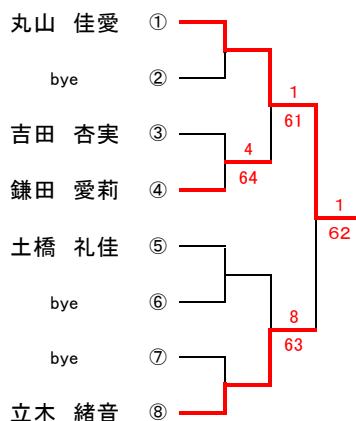 丸山 佳愛 ①
bye ②
1
61
吉田 杏実 ③
4
64
鎌田 愛莉 ④
1
62
土橋 礼佳 ⑤
bye ⑥
8
63
bye ⑦
立木 緒音 ⑧